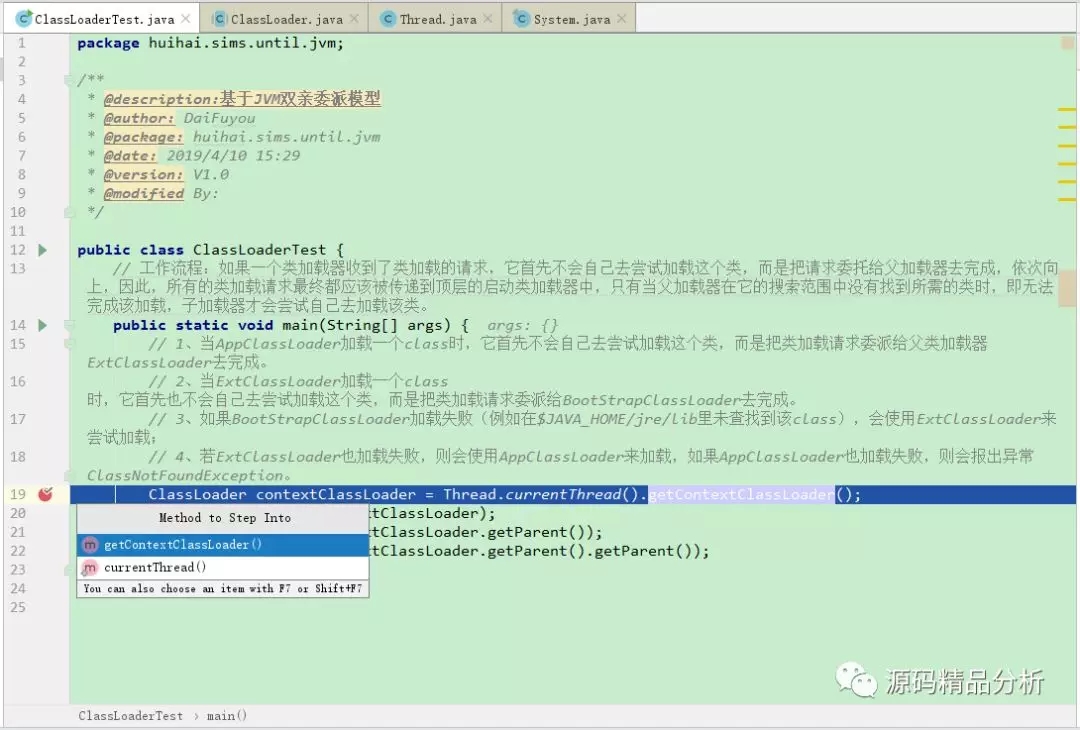 ClassLoaderTest.java ClassLoader.java Thread.java System.java
1 package huihai.sims.until.jvm;
2
3 /**
4 * @description:基于JVM双亲委派模型
5 * @author: DaiFuyou
6 * @package: huihai.sims.until.jvm
7 * @date: 2019/4/10 15:29
8 * @version: V1.0
9 * @modified By:
10 */
11
12 public class ClassLoaderTest {
13 // 工作流程：如果一个类加载器收到了类加载的请求，它首先不会自己去尝试加载这个类，而是把请求委托给父加载器去完成，依次向
上，因此，所有的类加载请求最终都应该被传递到顶层的启动类加载器中，只有当父加载器在它的搜索范围中没有找到所需的类时，即无法
完成该加载，子加载器才会尝试自己去加载该类。
14 public static void main(String[] args) { args: {}
15 // 1、当AppClassLoader加载一个class时，它首先不会自己去尝试加载这个类，而是把类加载请求委派给父类加载器
ExtClassLoader去完成。
16 // 2、当ExtClassLoader加载一个class
时，它首先也不会自己去尝试加载这个类，而是把类加载请求委派给BootStrapClassLoader去完成。
17 // 3、如果BootStrapClassLoader加载失败（例如在$JAVA_HOME/jre/lib里未查找到该class），会使用ExtClassLoader来
尝试加载；
18 // 4、若ExtClassLoader也加载失败，则会使用AppClassLoader来加载，如果AppClassLoader也加载失败，则会报出异常
ClassNotFoundException。
19 ClassLoader contextClassLoader = Thread.currentThread().getContextClassLoader();
20 tClassLoader);
21 tClassLoader.getParent());
22 tClassLoader.getParent().getParent());
23
24
25
Method to Step Into
getContextClassLoader()
currentThread()
You can also choose an item with F7 or Shift+F7
源码精品分析
ClassLoaderTest › main()